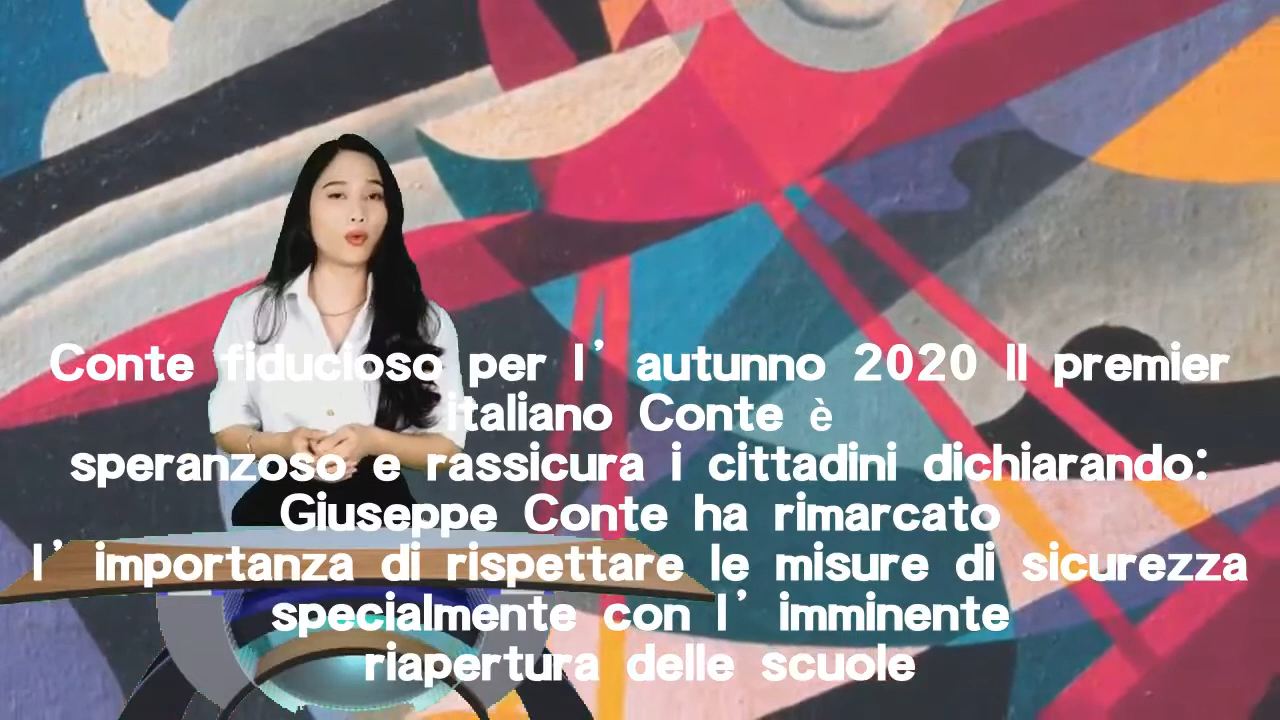 Conte fiducioso per l’autunno 2020 Il premier
italiano Conte è
speranzoso e rassicura i cittadini dichiarando:
Giuseppe Conte ha rimarcato
l’importanza di rispettare le misure di sicurezza
specialmente con l’imminente
riapertura delle scuole